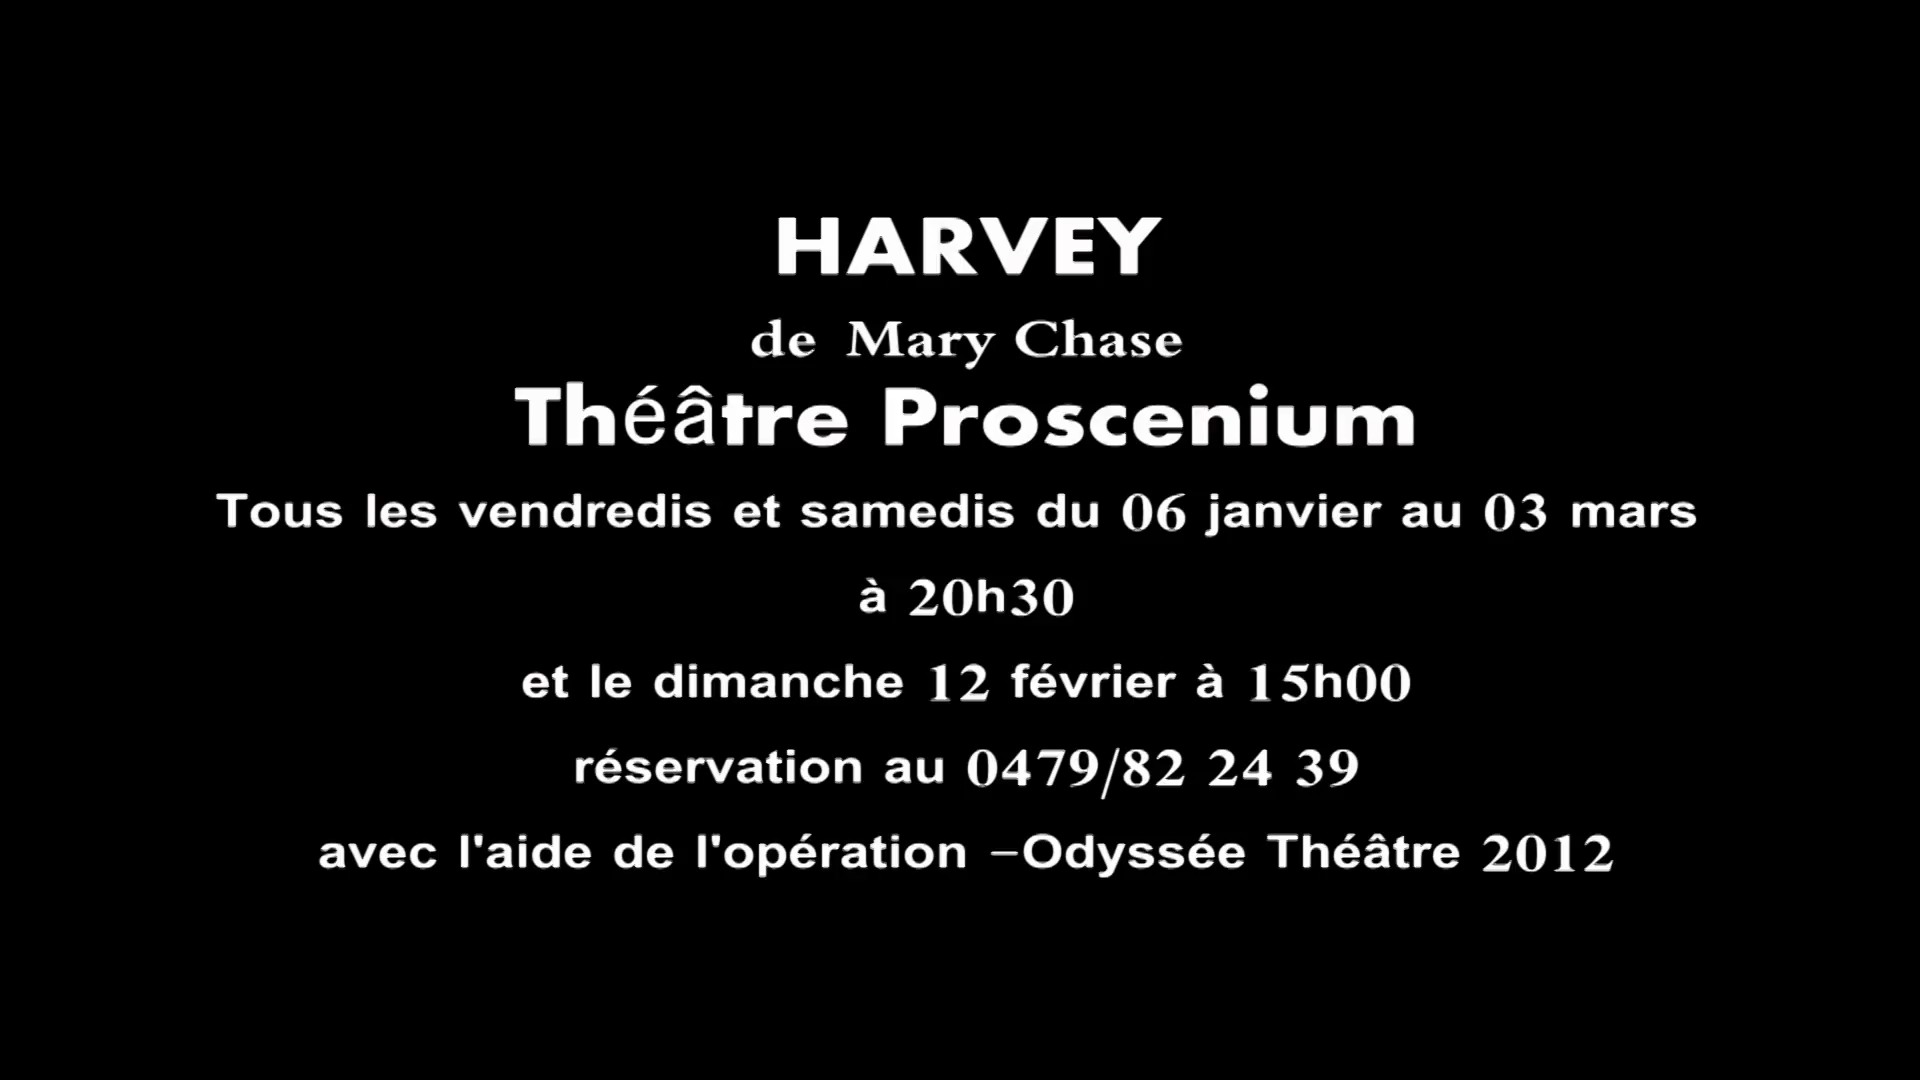 HARVEY
de Mary Chase
Théâtre Proscenium
Tous les vendredis et samedis du 06 janvier au 03 mars
à 20h30
et le dimanche 12 février à 15h00
réservation au 0479/82 24 39
avec l'aide de l'opération –Odyssée Théâtre 2012